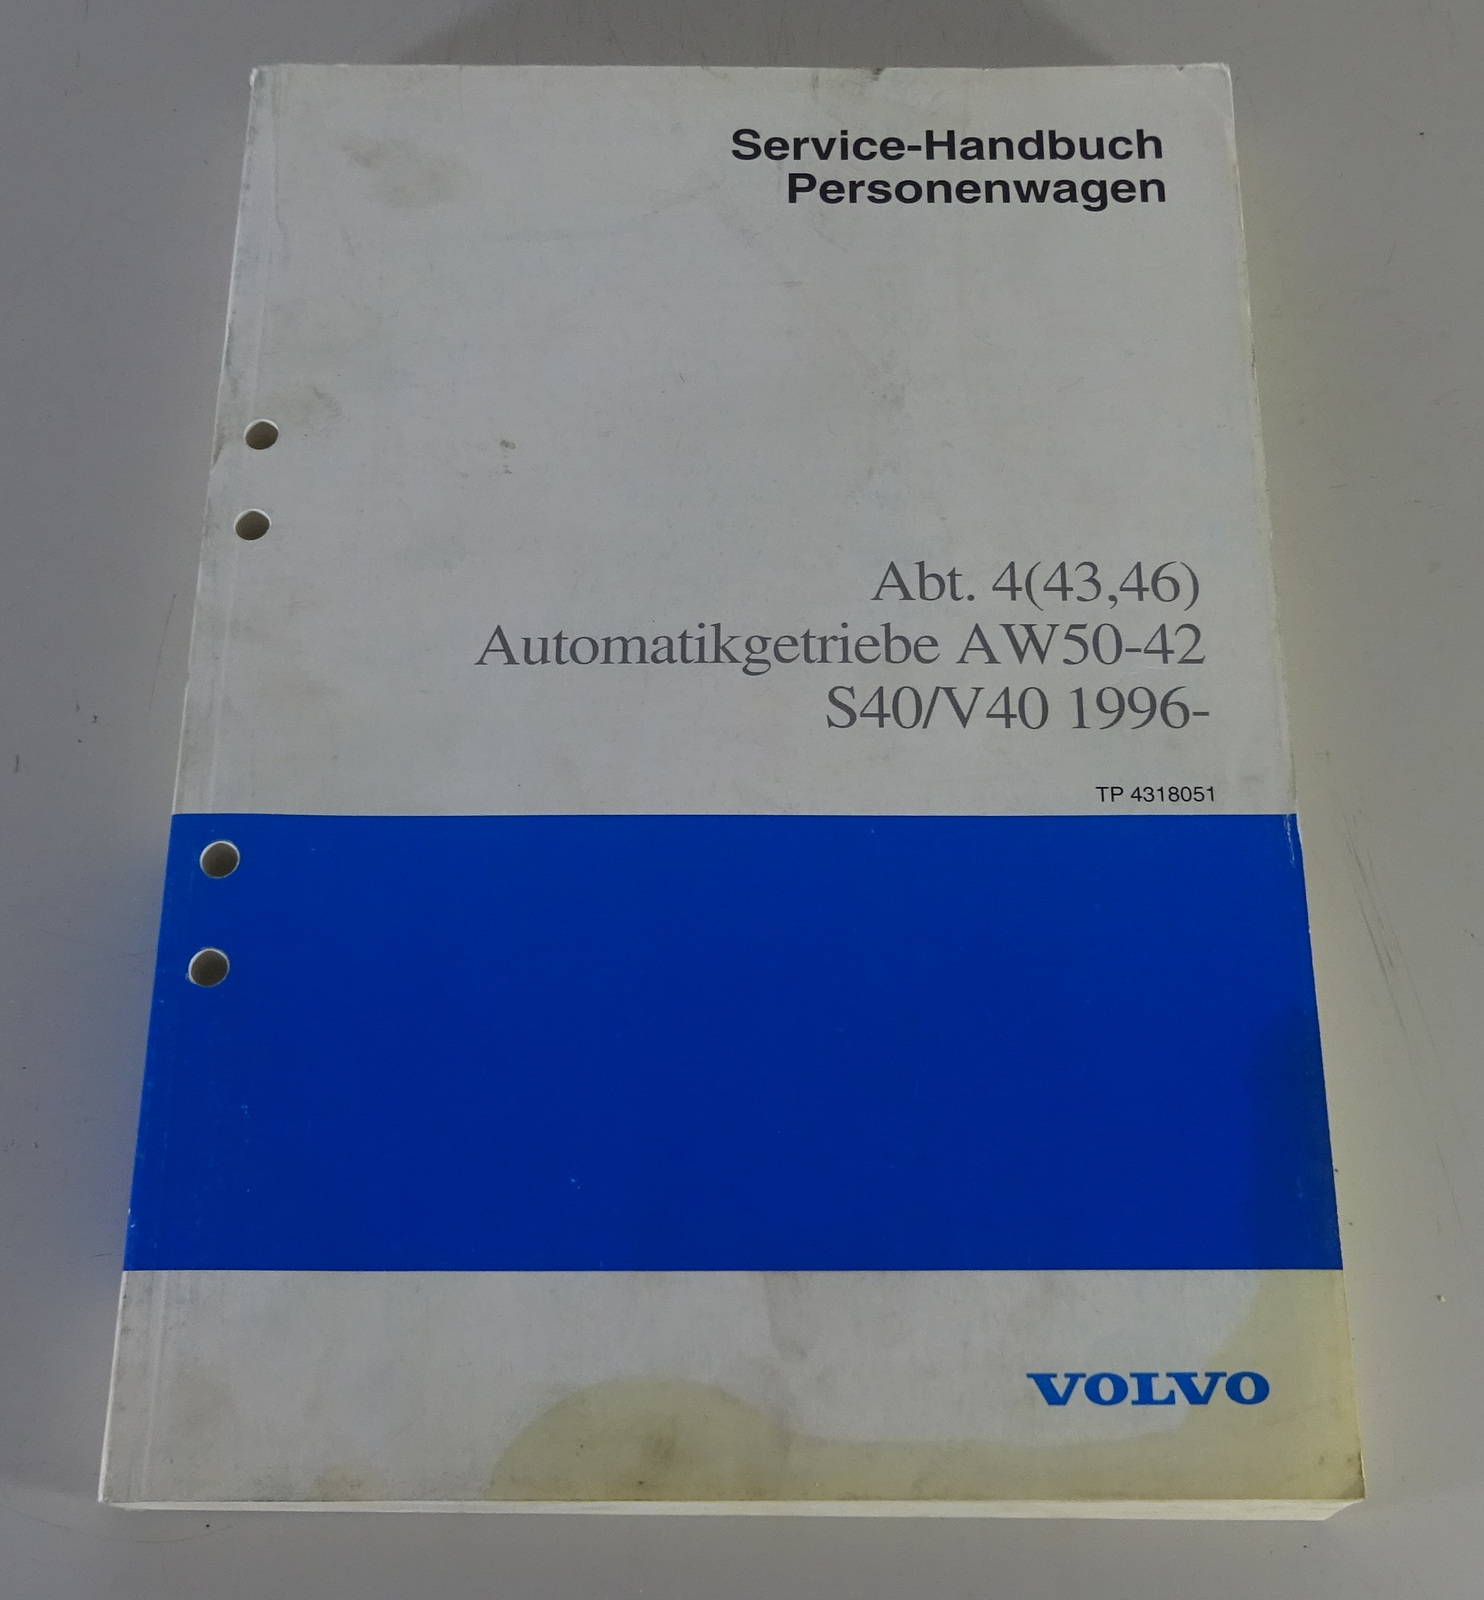 Service-Handbuch
Personenwagen
Abt. 4(43,46)
Automatikgetriebe AW50-42
S40/V40 1996-
TP 4318051
VOLVO